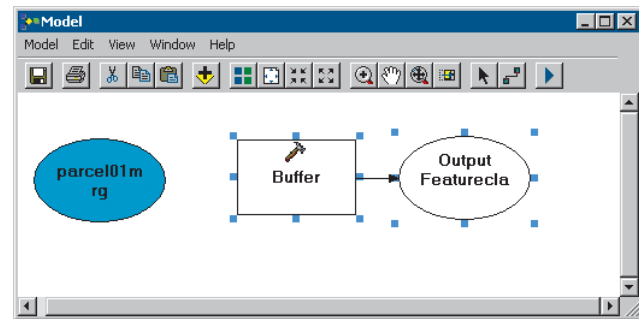 Model
Model Edit View Window Help
parcel01m
rg
Buffer
Output
Featurecla